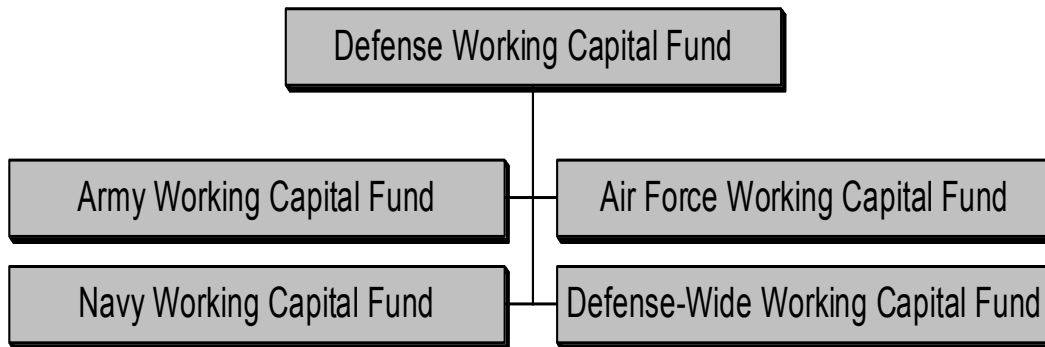 Defense Working Capital Fund
Army Working Capital Fund
Air Force Working Capital Fund
Navy Working Capital Fund
Defense-Wide Working Capital Fund